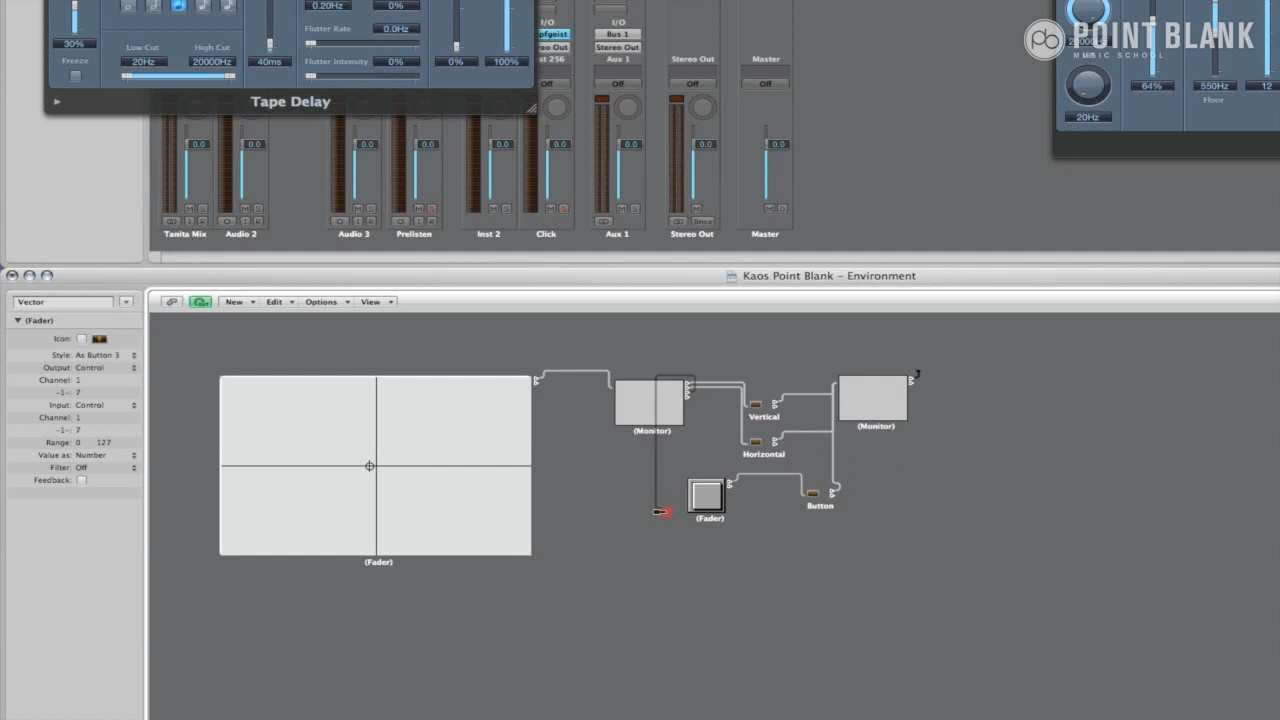 0.20Hz
0%
Flutter Rate
0.0Hz
30%
Low Cut
High Cut
Freeze
20Hz
20000Hz
40ms
Flutter Intensity
0%
0%
100%
Tape Delay
I/O
I/O
Bus 1
Stereo Out
Aux 1
Stereo Out
Master
Off
Off
Off
Off
0.0
0.0
0.0
0.0
0.0
0.0
0.0
0.0
0.0
Bnce
Tanita Mix
Audio 2
Audio 3
Prelisten
Inst 2
Click
Aux 1
Stereo Out
Master
pb POINT BLANK
MUSIC SCHOOL
64%
550Hz
12
Floor
20Hz
Kaos Point Blank – Environment
Vector
New
Edit
Options
View
(Fader)
Icon:
Style: As Button 3
Output: Control
Channel: 1
-1-: 7
Input: Control
Channel: 1
-1-: 7
Range: 0 127
Value as: Number
Filter: Off
Feedback:
(Fader)
(Monitor)
Vertical
Horizontal
(Monitor)
(Fader)
Button